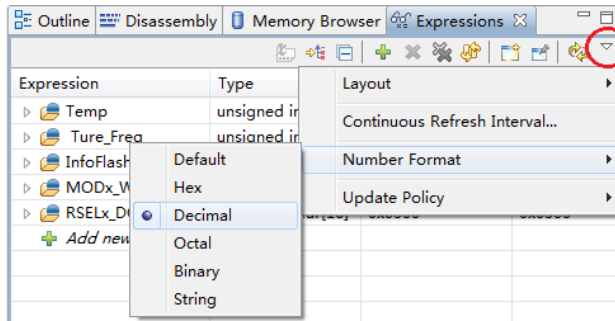 Outline Disassembly Memory Browser Expressions
Expression Type
Layout
Temp unsigned in
Continuous Refresh Interval...
Ture_Freq unsigned in
InfoFlash Default Number Format
Hex
MODx_W Update Policy
RSELx_D Decimal
Add new Octal
Binary
String